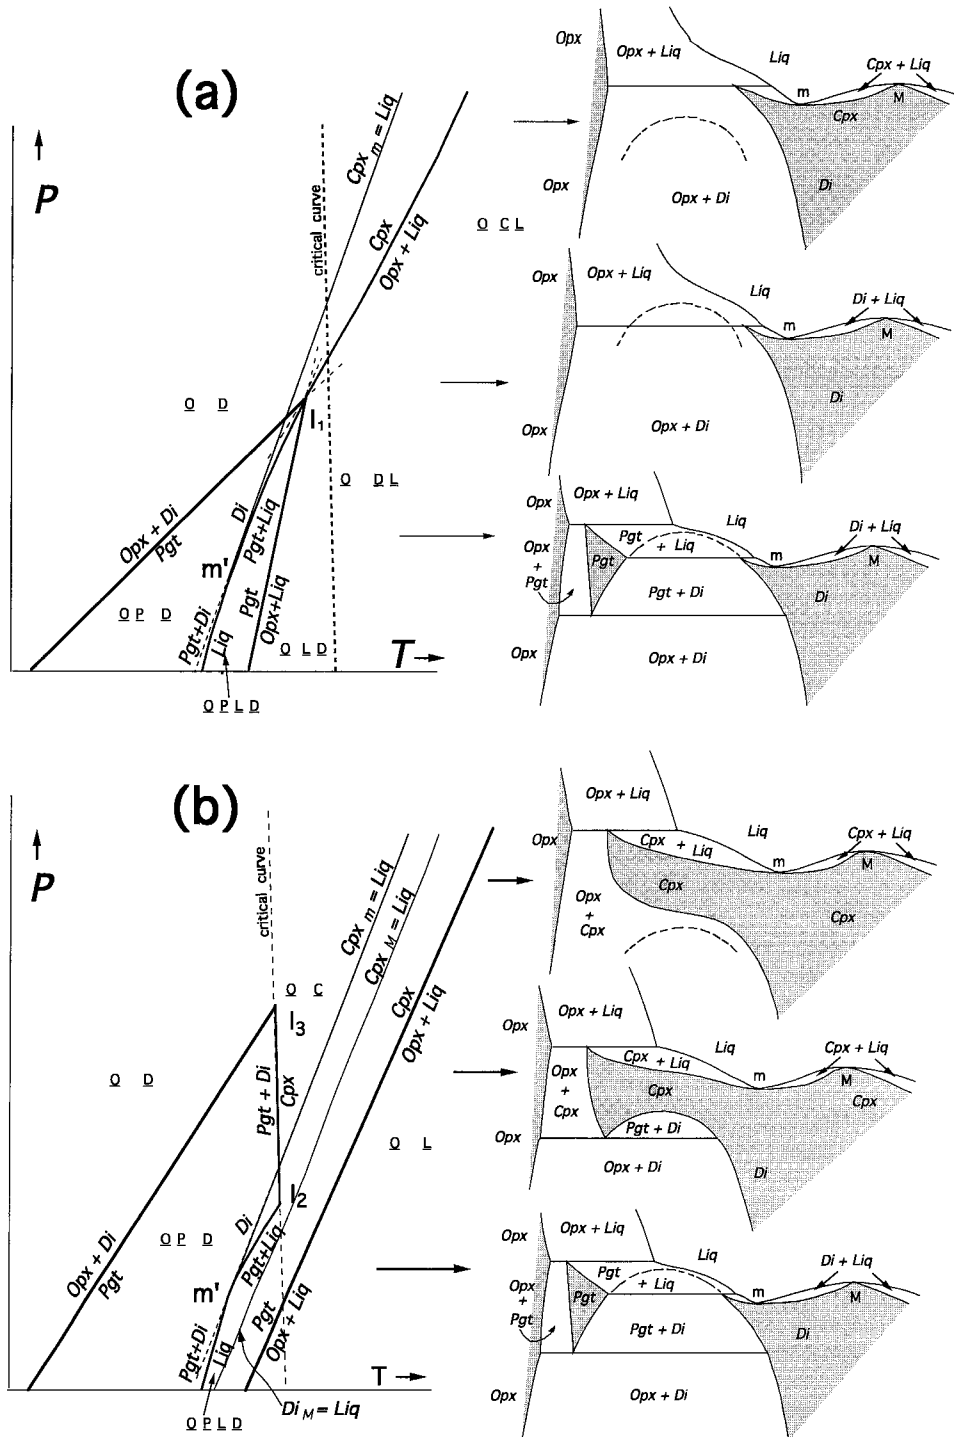 (a)
P
T
critical curve
Cpx m = Liq
Cpx
Opx + Liq
O C L
O D
I1
O D L
Opx + Di
Pgt
Di
Pgt+Liq
m'
Pgt
Opx+Liq
O P D
Pgt+Di
Liq
O L D
O P L D
Opx
Opx + Liq
Liq
Cpx + Liq
m
M
Cpx
Opx
Di
Opx + Di
Opx
Opx + Liq
Liq
Di + Liq
m
M
Di
Opx
Opx + Di
Opx
Opx + Liq
Liq
Di + Liq
Opx
+
Pgt
Pgt
+ Liq
Pgt
m
M
Di
Pgt + Di
Opx
Opx + Di
(b)
P
T
critical curve
Cpx m = Liq
Cpx M = Liq
Cpx
Opx + Liq
O C
I3
O D
Pgt + Di
Cpx
O L
I2
Di
Pgt+Liq
O P D
Opx + Di
Pgt
m'
Pgt
Opx + Liq
Pgt+Di
Liq
DiM = Liq
O P L D
Opx + Liq
Opx
Cpx
+ Liq
Liq
Cpx + Liq
m
M
Cpx
Opx
+
Cpx
Cpx
Opx
Opx + Liq
Liq
Cpx + Liq
Cpx
+ Liq
Opx
+
Cpx
m
M
Cpx
Cpx
Pgt + Di
Opx
Opx + Di
Di
Opx
Opx + Liq
Liq
Di + Liq
Opx
+
Pgt
Pgt
+ Liq
Pgt
m
M
Di
Pgt + Di
Opx
Opx + Di